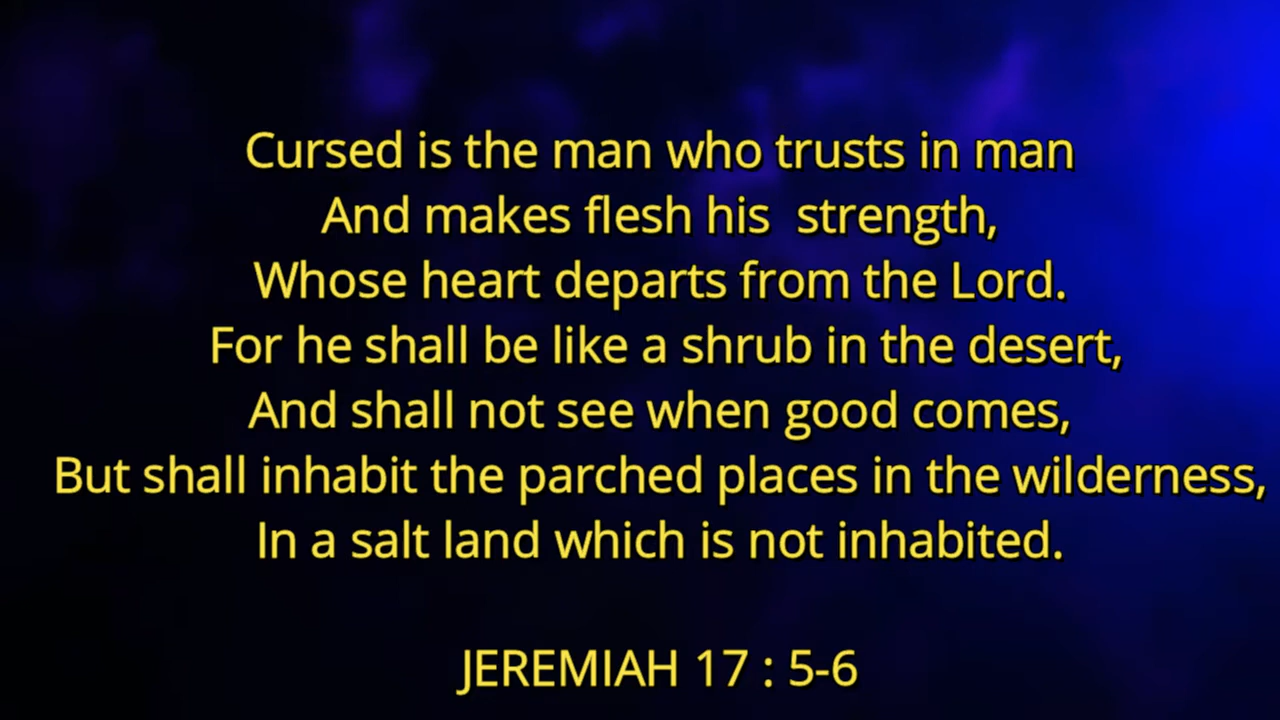 Cursed is the man who trusts in man
And makes flesh his  strength,
Whose heart departs from the Lord.
For he shall be like a shrub in the desert,
And shall not see when good comes,
But shall inhabit the parched places in the wilderness,
In a salt land which is not inhabited.
JEREMIAH 17 : 5-6